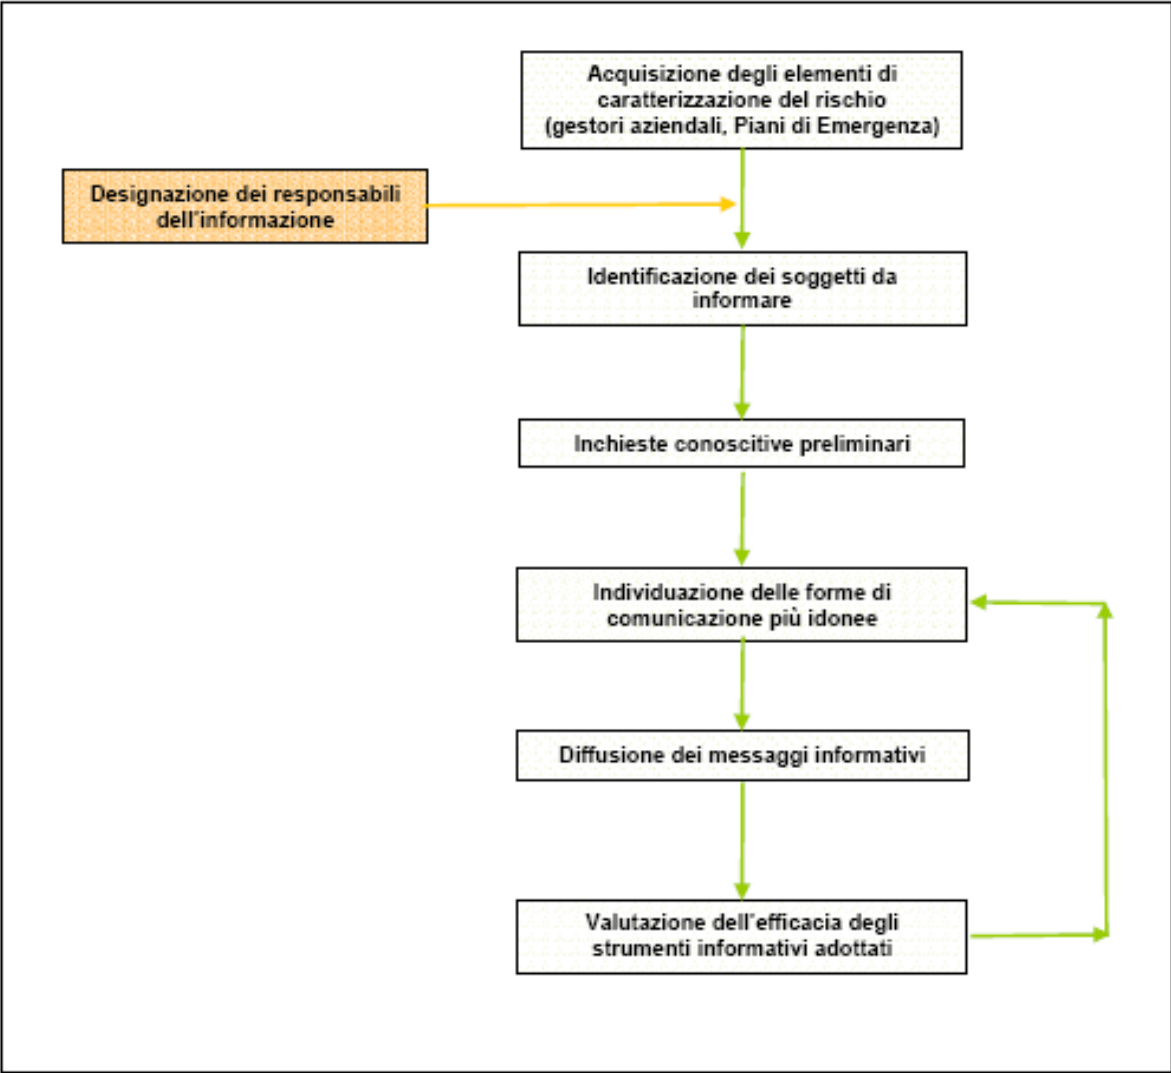 Acquisizione degli elementi di
caratterizzazione del rischio
(gestori aziendali, Piani di Emergenza)
Designazione dei responsabili
dell'informazione
Identificazione dei soggetti da
informare
Inchieste conoscitive preliminari
Individuazione delle forme di
comunicazione più idonee
Diffusione dei messaggi informativi
Valutazione dell'efficacia degli
strumenti informativi adottati